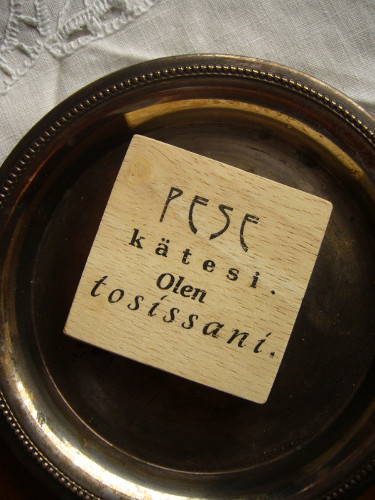 PESE
kätesi.
Olen
tosissani.